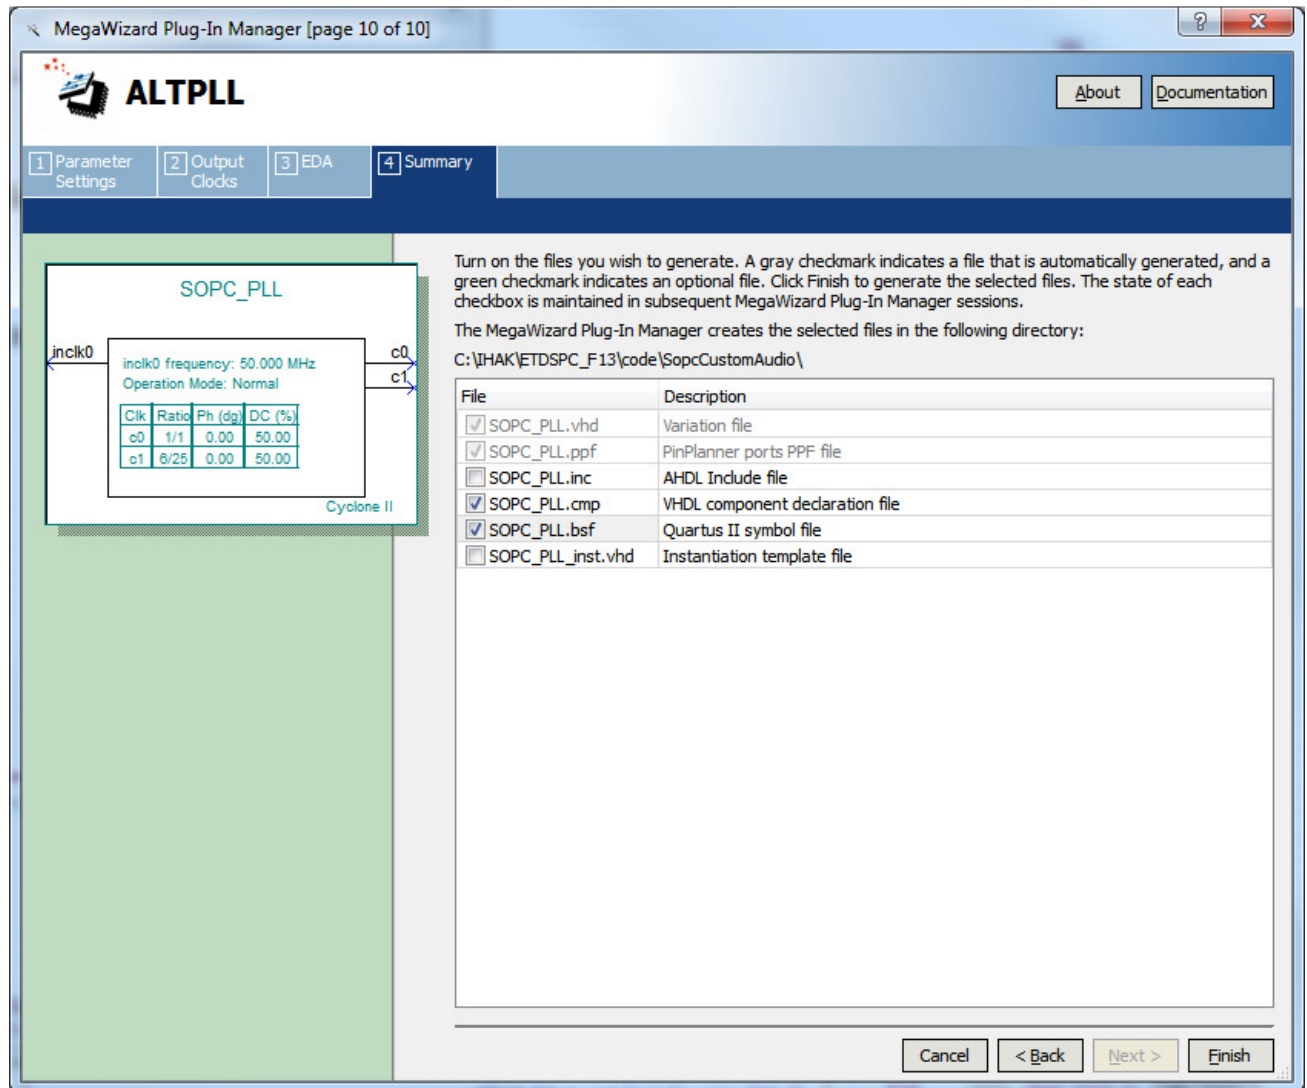 MegaWizard Plug-In Manager [page 10 of 10]
ALTPLL
About
Documentation
1 Parameter Settings
2 Output Clocks
3 EDA
4 Summary
SOPC_PLL
inclk0
c0
c1
inclk0 frequency: 50.000 MHz
Operation Mode: Normal
Clk Ratio Ph (dg) DC (%)
c0 1/1 0.00 50.00
c1 6/25 0.00 50.00
Cyclone II
Turn on the files you wish to generate. A gray checkmark indicates a file that is automatically generated, and a
green checkmark indicates an optional file. Click Finish to generate the selected files. The state of each
checkbox is maintained in subsequent MegaWizard Plug-In Manager sessions.
The MegaWizard Plug-In Manager creates the selected files in the following directory:
C:\IHAK\ETDSPC_F13\code\SopcCustomAudio\
File Description
SOPC_PLL.vhd Variation file
SOPC_PLL.ppf PinPlanner ports PPF file
SOPC_PLL.inc AHDL Include file
SOPC_PLL.cmp VHDL component declaration file
SOPC_PLL.bsf Quartus II symbol file
SOPC_PLL_inst.vhd Instantiation template file
Cancel
< Back
Next >
Finish